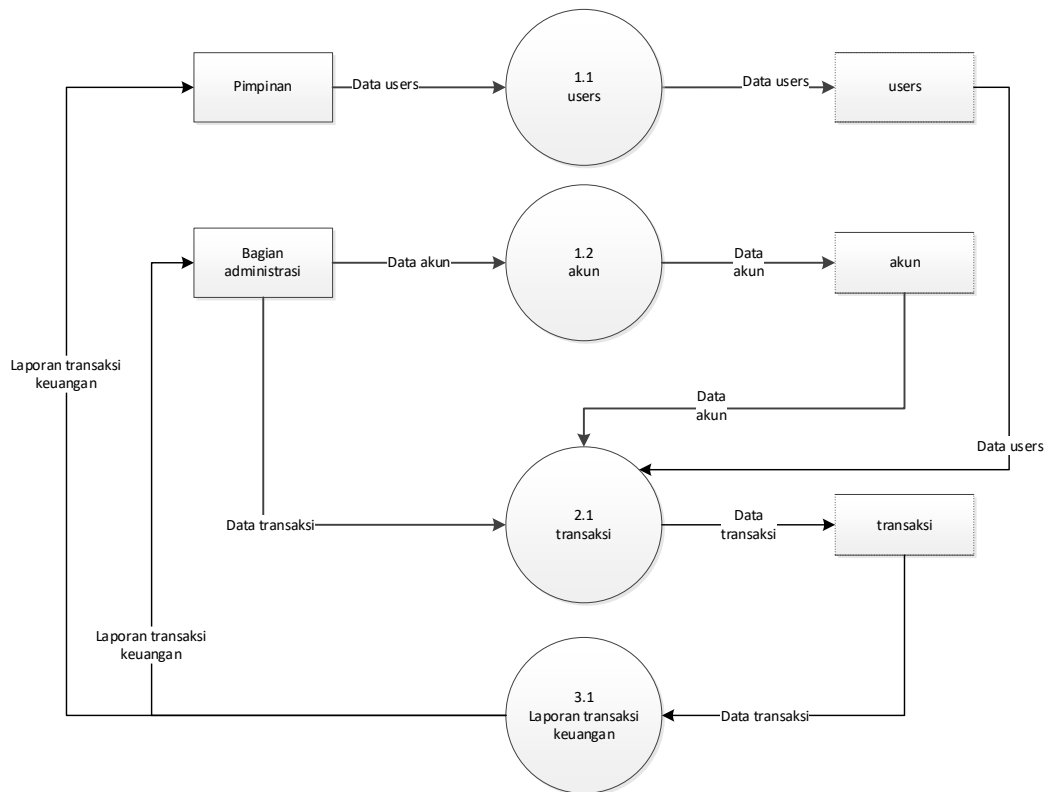 Pimpinan
Data users
1.1
users
Data users
users
Bagian
administrasi
Data akun
1.2
akun
Data
akun
akun
Laporan transaksi
keuangan
Data
akun
Data users
Data transaksi
2.1
transaksi
Data
transaksi
transaksi
Laporan transaksi
keuangan
3.1
Laporan transaksi
keuangan
Data transaksi